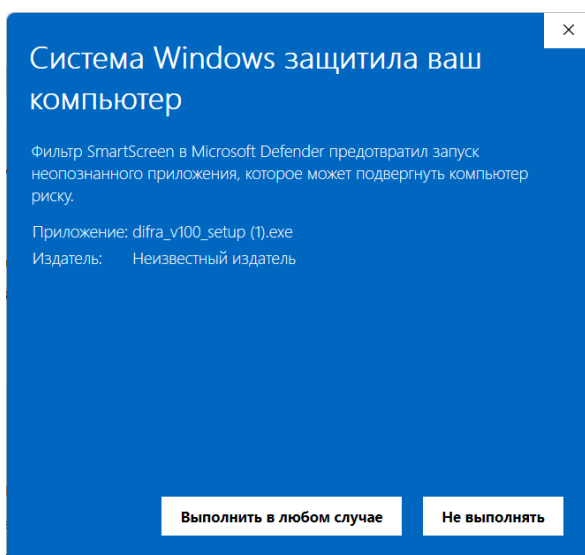 Система Windows защитила ваш
компьютер
Фильтр SmartScreen в Microsoft Defender предотвратил запуск
неопознанного приложения, которое может подвергнуть компьютер
риску.
Приложение: difra_v100_setup (1).exe
Издатель: Неизвестный издатель
Выполнить в любом случае Не выполнять